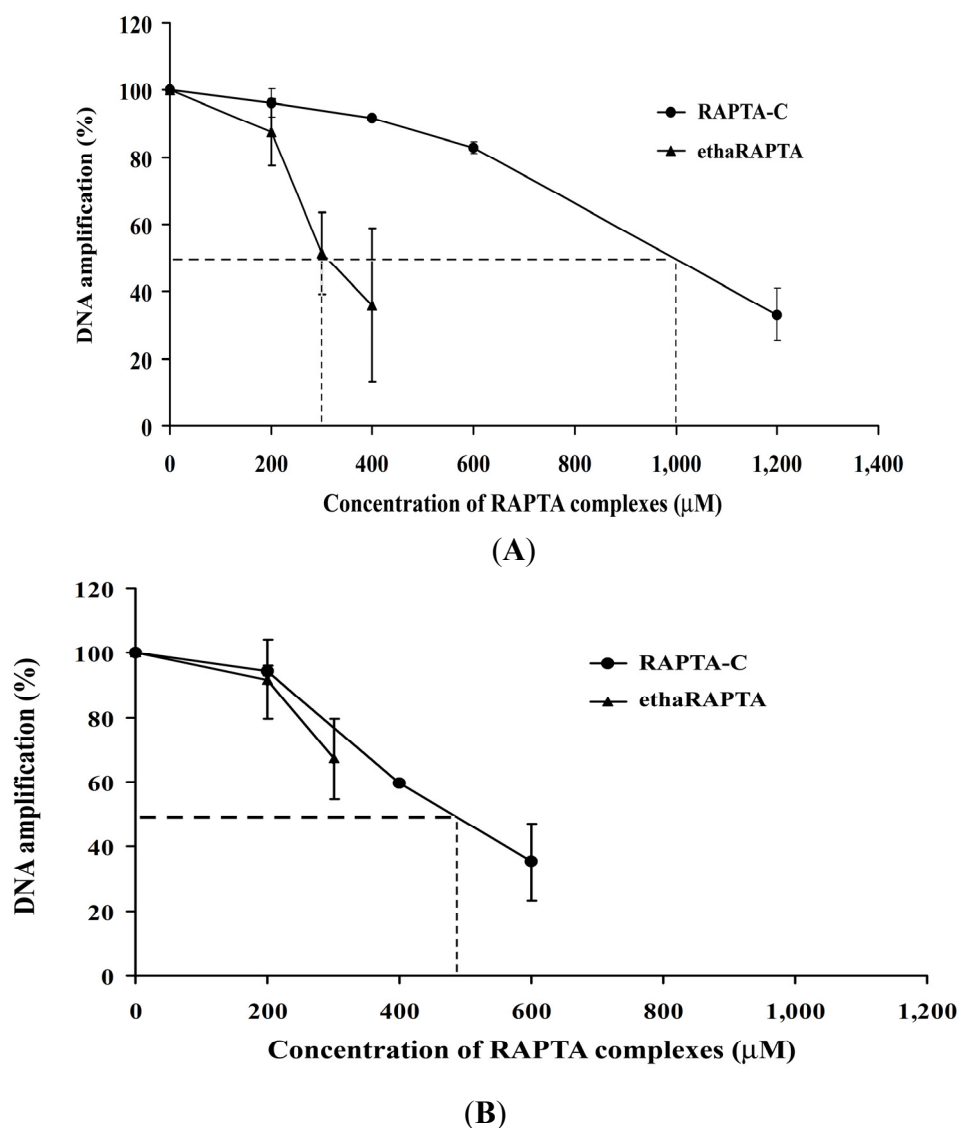 120
100
80
60
40
20
0
DNA amplification (%)
RAPTA-C
ethaRAPTA
0 200 400 600 800 1,000 1,200 1,400
Concentration of RAPTA complexes (μM)
(A)
120
100
80
60
40
20
0
DNA amplification (%)
RAPTA-C
ethaRAPTA
0 200 400 600 800 1,000 1,200
Concentration of RAPTA complexes (μM)
(B)